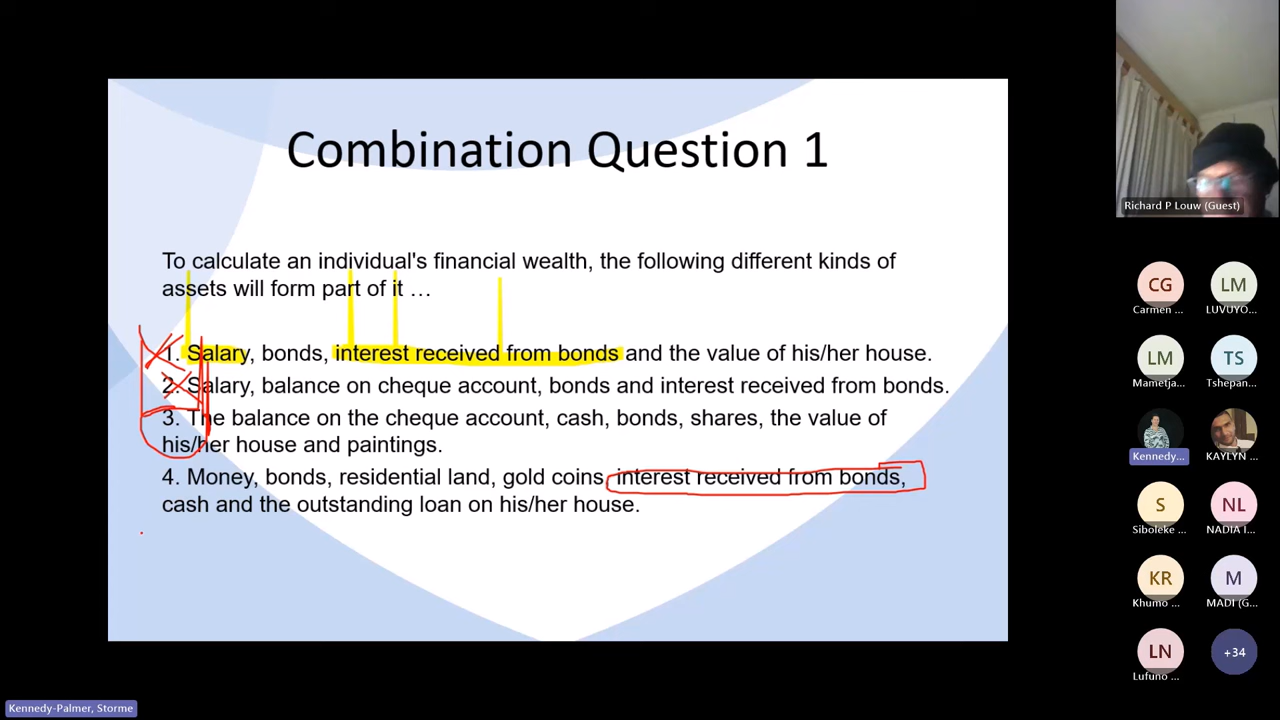 Combination Question 1
To calculate an individual's financial wealth, the following different kinds of
assets will form part of it …
1. Salary, bonds, interest received from bonds and the value of his/her house.
2. Salary, balance on cheque account, bonds and interest received from bonds.
3. The balance on the cheque account, cash, bonds, shares, the value of
his/her house and paintings.
4. Money, bonds, residential land, gold coins, interest received from bonds,
cash and the outstanding loan on his/her house.
Richard P Louw (Guest)
CG
LM
Carmen ...
LUVUYO...
LM
TS
Mametja...
Tshepan...
Kennedy-...
KAYLYN ...
S
NL
Siboleke ...
NADIA I...
KR
M
Khumo ...
MADI (G...
LN
+34
Lufuno ...
Kennedy-Palmer, Storme